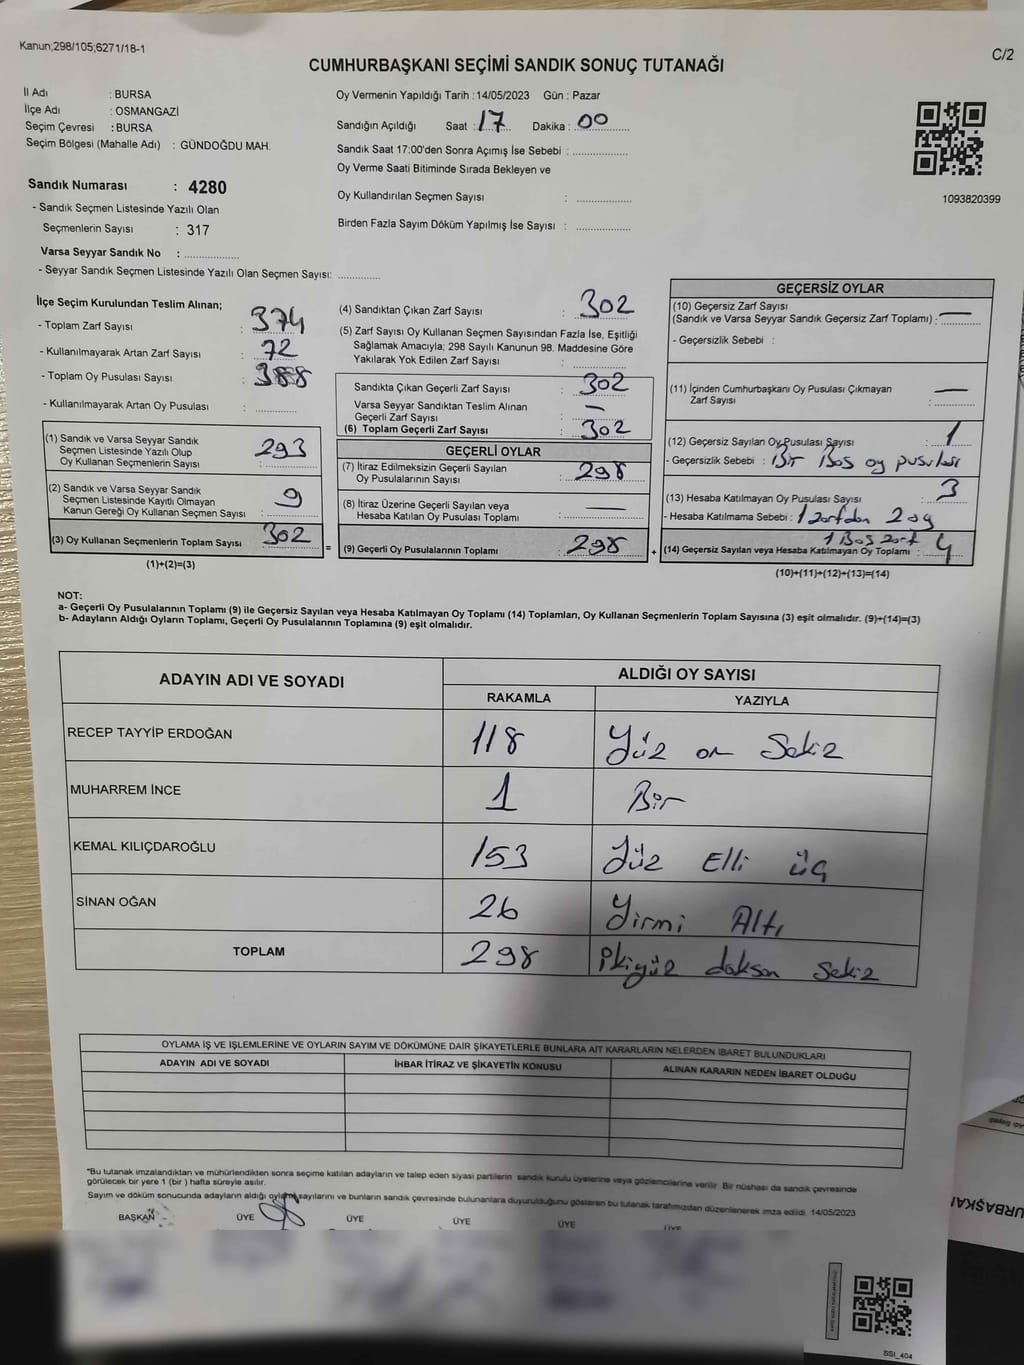 Kanun;298/105;6271/18-1
C/2
CUMHURBAŞKANI SEÇİMİ SANDIK SONUÇ TUTANAĞI
İl Adı : BURSA
İlçe Adı : OSMANGAZİ
Seçim Çevresi : BURSA
Seçim Bölgesi (Mahalle Adı) : GÜNDOĞDU MAH.
Sandık Numarası : 4280
- Sandık Seçmen Listesinde Yazılı Olan
Seçmenlerin Sayısı : 317
Varsa Seyyar Sandık No : ..................
- Seyyar Sandık Seçmen Listesinde Yazılı Olan Seçmen Sayısı: ..............
Oy Vermenin Yapıldığı Tarih : 14/05/2023 Gün : Pazar
Sandığın Açıldığı Saat : 17 Dakika : 00
Sandık Saat 17:00'den Sonra Açımış İse Sebebi : ..................
Oy Verme Saati Bitiminde Sırada Bekleyen ve
Oy Kullandırılan Seçmen Sayısı : ..................
Birden Fazla Sayım Döküm Yapılmış İse Sayısı : ..................
1093820399
İlçe Seçim Kurulundan Teslim Alınan;
- Toplam Zarf Sayısı : 374
- Kullanılmayarak Artan Zarf Sayısı : 72
- Toplam Oy Pusulası Sayısı : 388
- Kullanılmayarak Artan Oy Pusulası : ..............
(1) Sandık ve Varsa Seyyar Sandık
Seçmen Listesinde Yazılı Olup
Oy Kullanan Seçmenlerin Sayısı : 293
(2) Sandık ve Varsa Seyyar Sandık
Seçmen Listesinde Kayıtlı Olmayan
Kanun Gereği Oy Kullanan Seçmen Sayısı : 9
(3) Oy Kullanan Seçmenlerin Toplam Sayısı : 302
(1)+(2)=(3)
=
(4) Sandıktan Çıkan Zarf Sayısı : 302
(5) Zarf Sayısı Oy Kullanan Seçmen Sayısından Fazla İse, Eşitliği
Sağlamak Amacıyla; 298 Sayılı Kanunun 98. Maddesine Göre
Yakılarak Yok Edilen Zarf Sayısı : ..............
Sandıkta Çıkan Geçerli Zarf Sayısı : 302
Varsa Seyyar Sandıktan Teslim Alınan
Geçerli Zarf Sayısı : —
(6) Toplam Geçerli Zarf Sayısı : 302
GEÇERLİ OYLAR
(7) İtiraz Edilmeksizin Geçerli Sayılan
Oy Pusulalarının Sayısı : 298
(8) İtiraz Üzerine Geçerli Sayılan veya
Hesaba Katılan Oy Pusulası Toplamı : —
(9) Geçerli Oy Pusulalarının Toplamı : 298
+
GEÇERSİZ OYLAR
(10) Geçersiz Zarf Sayısı
(Sandık ve Varsa Seyyar Sandık Geçersiz Zarf Toplamı) : —
- Geçersizlik Sebebi :
(11) İçinden Cumhurbaşkanı Oy Pusulası Çıkmayan
Zarf Sayısı : —
(12) Geçersiz Sayılan Oy Pusulası Sayısı : 1
- Geçersizlik Sebebi : Bir Boş oy pusulası
(13) Hesaba Katılmayan Oy Pusulası Sayısı : 3
- Hesaba Katılmama Sebebi : 1 zarfdan 2 oy
1 Boş zarf
(14) Geçersiz Sayılan veya Hesaba Katılmayan Oy Toplamı : 4
(10)+(11)+(12)+(13)=(14)
NOT:
a- Geçerli Oy Pusulalarının Toplamı (9) ile Geçersiz Sayılan veya Hesaba Katılmayan Oy Toplamı (14) Toplamları, Oy Kullanan Seçmenlerin Toplam Sayısına (3) eşit olmalıdır. (9)+(14)=(3)
b- Adayların Aldığı Oyların Toplamı, Geçerli Oy Pusulalarının Toplamına (9) eşit olmalıdır.
ADAYIN ADI VE SOYADI
ALDIĞI OY SAYISI
RAKAMLA YAZIYLA
RECEP TAYYİP ERDOĞAN 118 Yüz on Sekiz
MUHARREM İNCE 1 Bir
KEMAL KILIÇDAROĞLU 153 Yüz Elli üç
SİNAN OĞAN 26 Yirmi Altı
TOPLAM 298 ikiyüz doksan sekiz
OYLAMA İŞ VE İŞLEMLERİNE VE OYLARIN SAYIM VE DÖKÜMÜNE DAİR ŞİKAYETLERLE BUNLARA AİT KARARLARIN NELERDEN İBARET BULUNDUKLARI
ADAYIN ADI VE SOYADI İHBAR İTİRAZ VE ŞİKAYETİN KONUSU ALINAN KARARIN NEDEN İBARET OLDUĞU
*Bu tutanak imzalandıktan ve mühürlendikten sonra seçime katılan adayların ve talep eden siyasi partilerin sandık kurulu üyelerine veya gözlemcilerine verilir. Bir nüshası da sandık çevresinde
görülecek bir yere 1 (bir ) hafta süreyle asılır.
Sayım ve döküm sonucunda adayların aldığı oyların sayılarını ve bunların sandık çevresinde bulunanlara duyurulduğunu gösteren bu tutanak tarafımızdan düzenlenerek imza edildi. 14/05/2023
BAŞKAN ÜYE ÜYE ÜYE ÜYE ÜYE
SSI_404